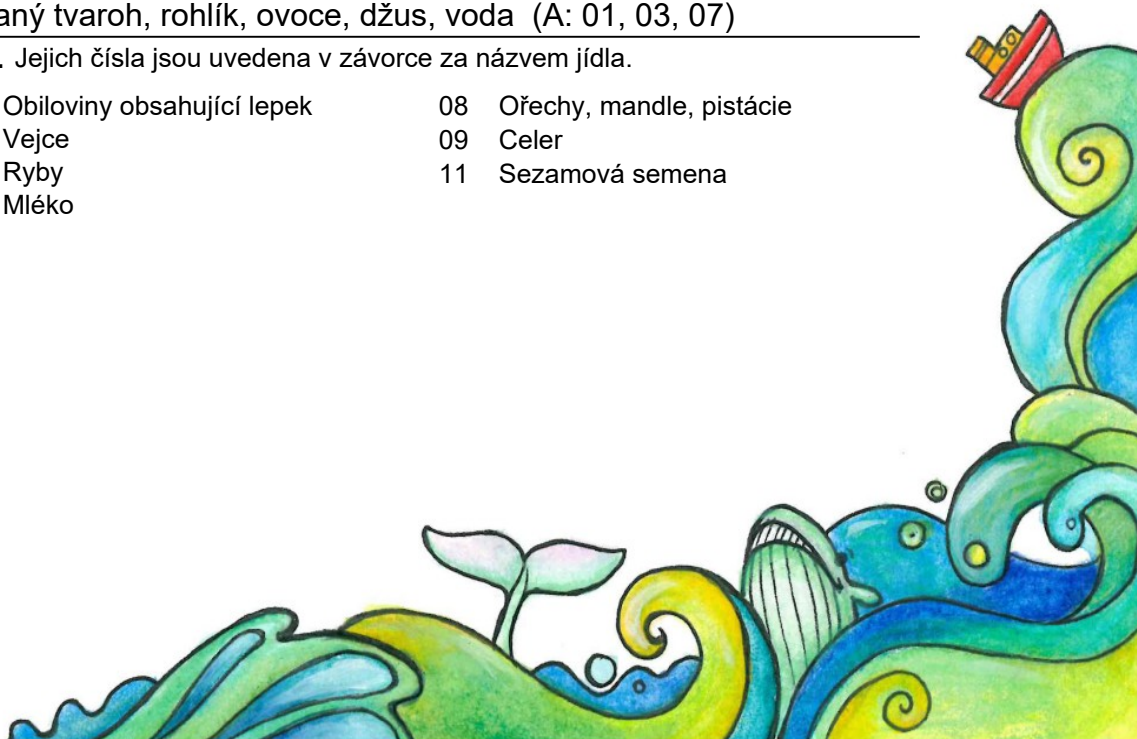 aný tvaroh, rohlík, ovoce, džus, voda (A: 01, 03, 07)
. Jejich čísla jsou uvedena v závorce za názvem jídla.
Obiloviny obsahující lepek 08 Ořechy, mandle, pistácie
Vejce 09 Celer
Ryby 11 Sezamová semena
Mléko